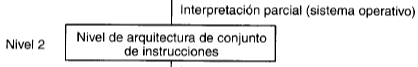 Interpretación parcial (sistema operativo)
Nivel 2
Nivel de arquitectura de conjunto
de instrucciones